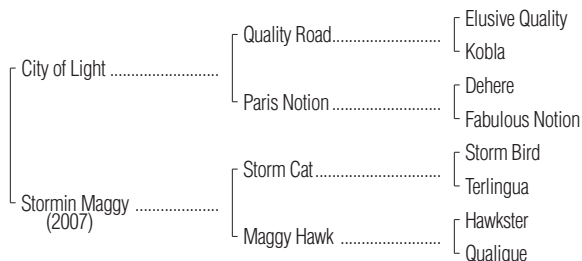 Elusive Quality
Quality Road..........................
Kobla
City of Light ..........................
Dehere
Paris Notion..........................
Fabulous Notion
Storm Bird
Storm Cat..............................
Terlingua
Stormin Maggy ....................
(2007)
Hawkster
Maggy Hawk ........................
Qualique